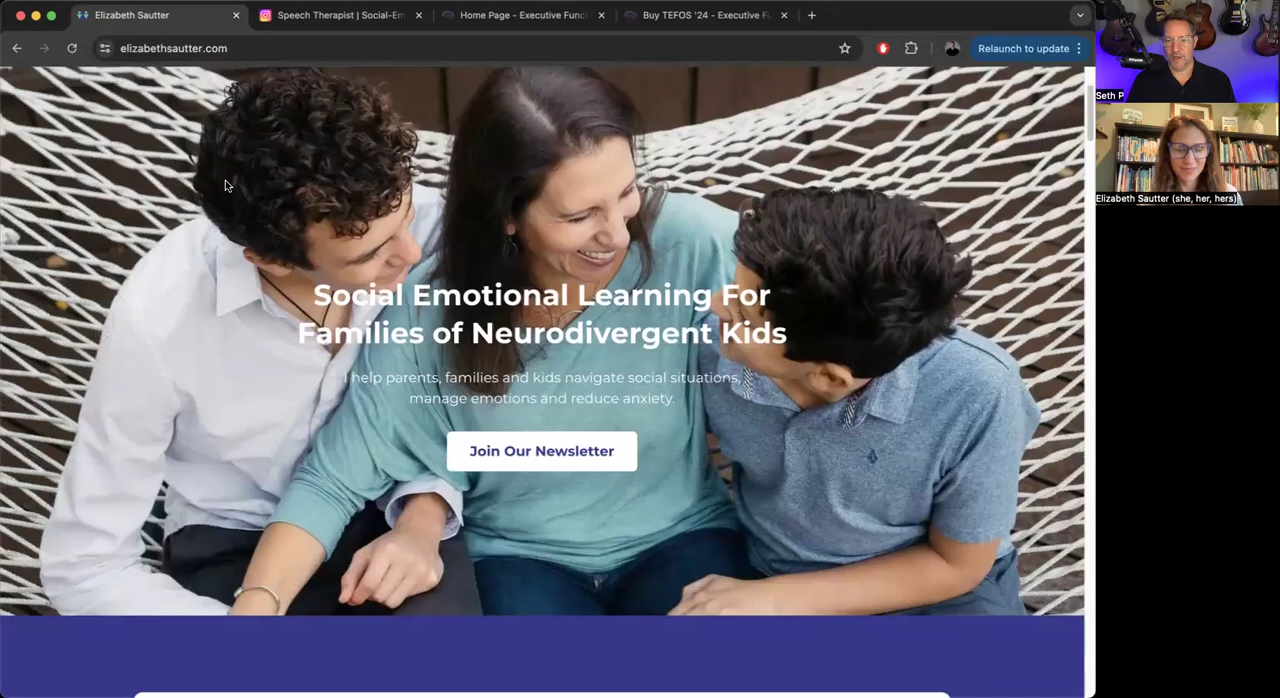 Elizabeth Sautter
Speech Therapist | Social-Em
Home Page - Executive Func
Buy TEFOS '24 - Executive Fu
elizabethsautter.com
Relaunch to update
Seth P
Elizabeth Sautter (she, her, hers)
Social Emotional Learning For
Families of Neurodivergent Kids
I help parents, families and kids navigate social situations,
manage emotions and reduce anxiety.
Join Our Newsletter